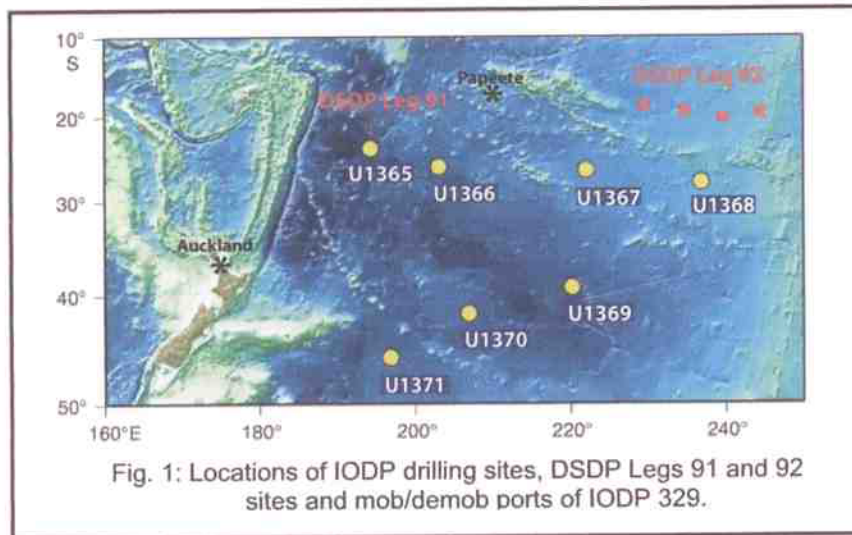 10°
S
20°
30°
40°
50°
Papeete
DSDP Leg 92
DSDP Leg 91
U1365
U1366
U1367
U1368
Auckland
U1369
U1370
U1371
160°E
180°
200°
220°
240°
Fig. 1: Locations of IODP drilling sites, DSDP Legs 91 and 92
sites and mob/demob ports of IODP 329.